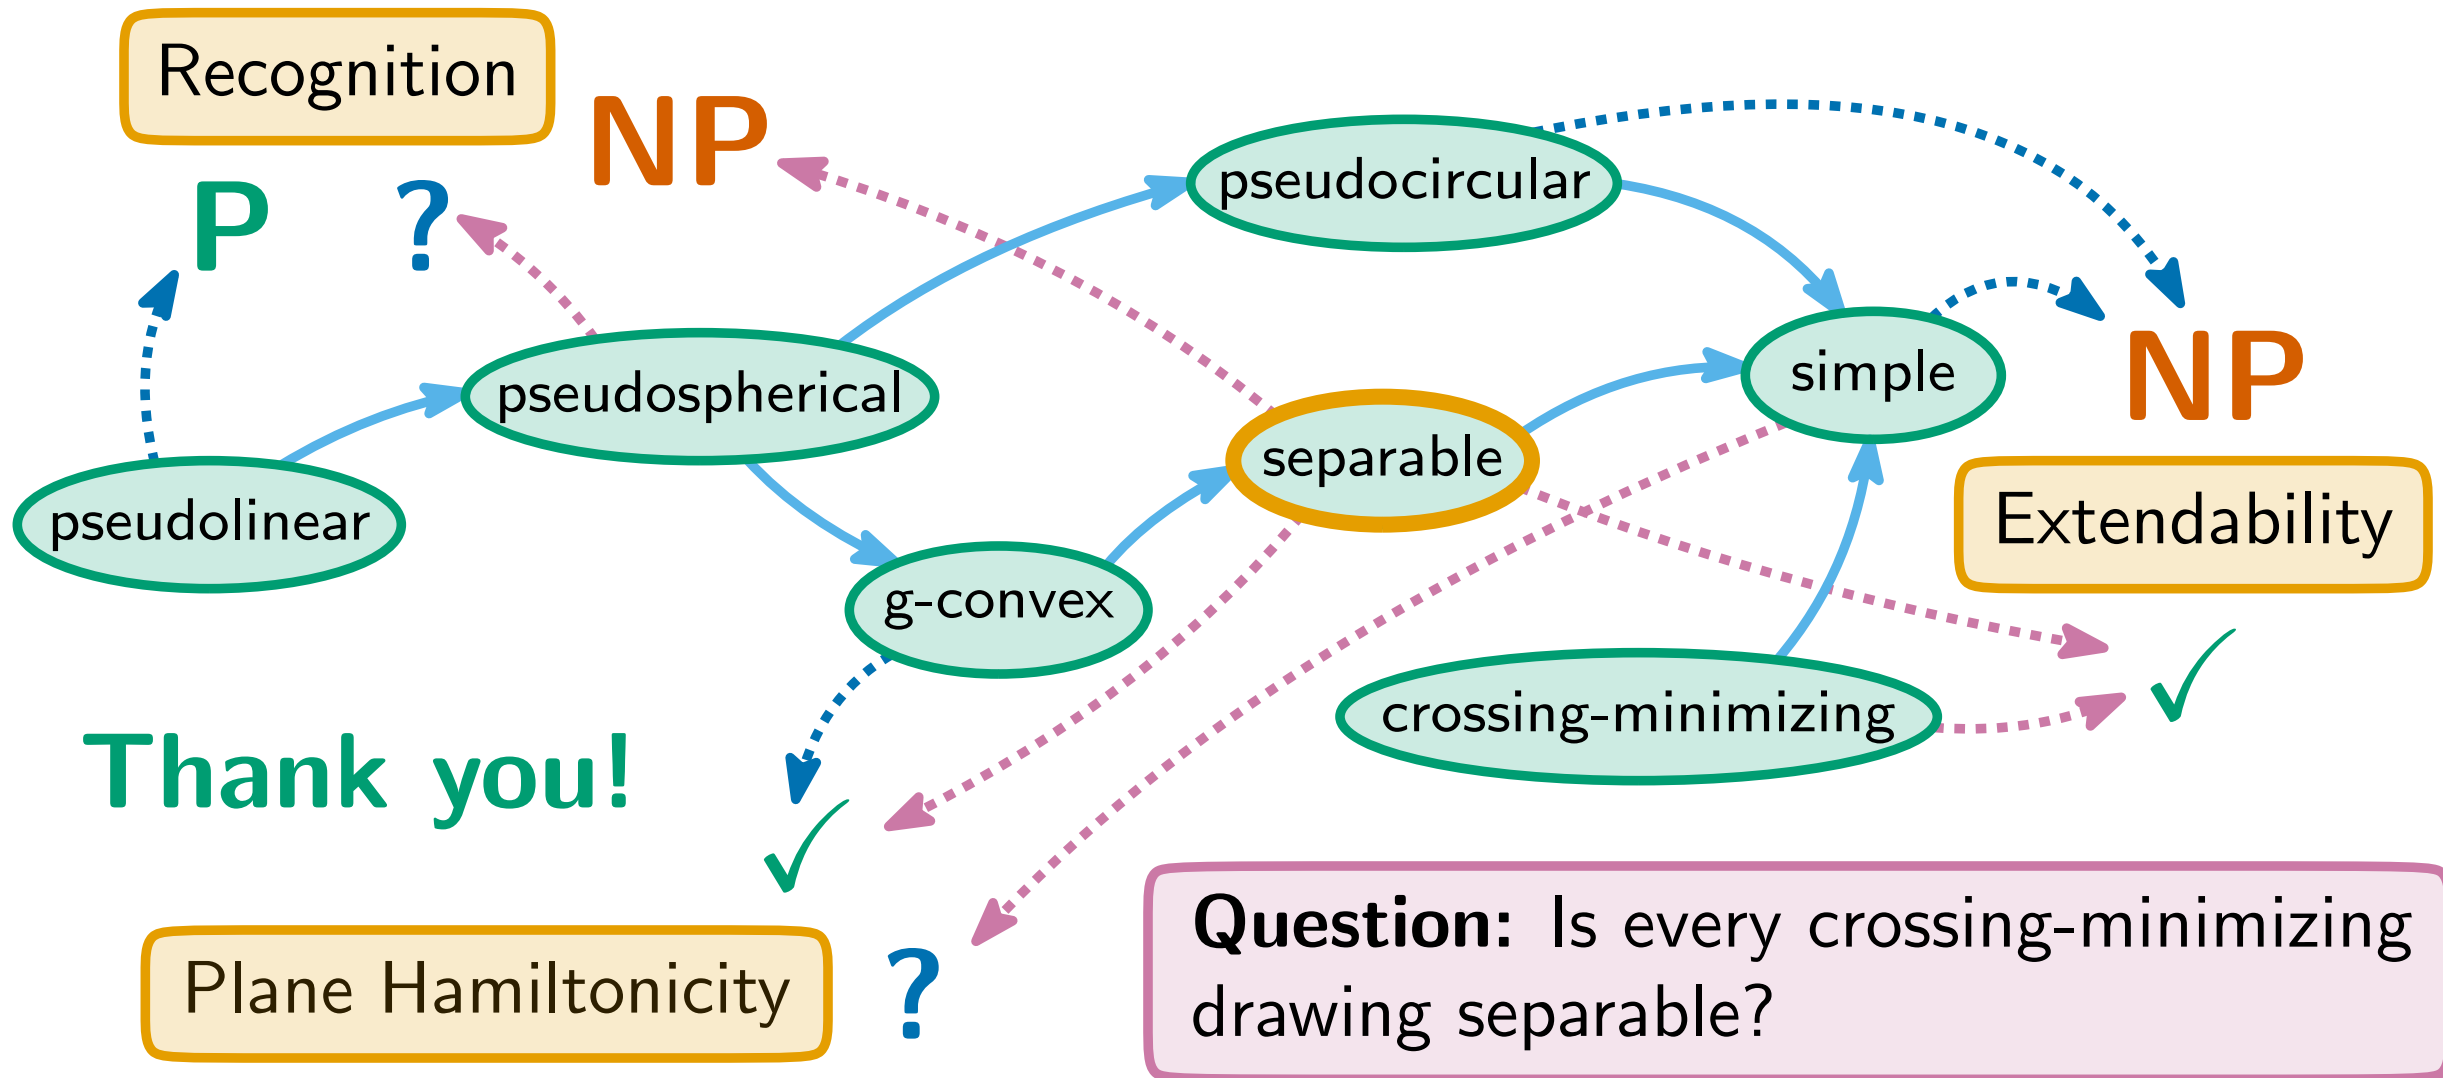 Recognition
NP
P
?
pseudocircular
pseudospherical
simple
NP
separable
pseudolinear
Extendability
g-convex
✓
crossing-minimizing
Thank you!
✓
Plane Hamiltonicity
?
Question: Is every crossing-minimizing
drawing separable?